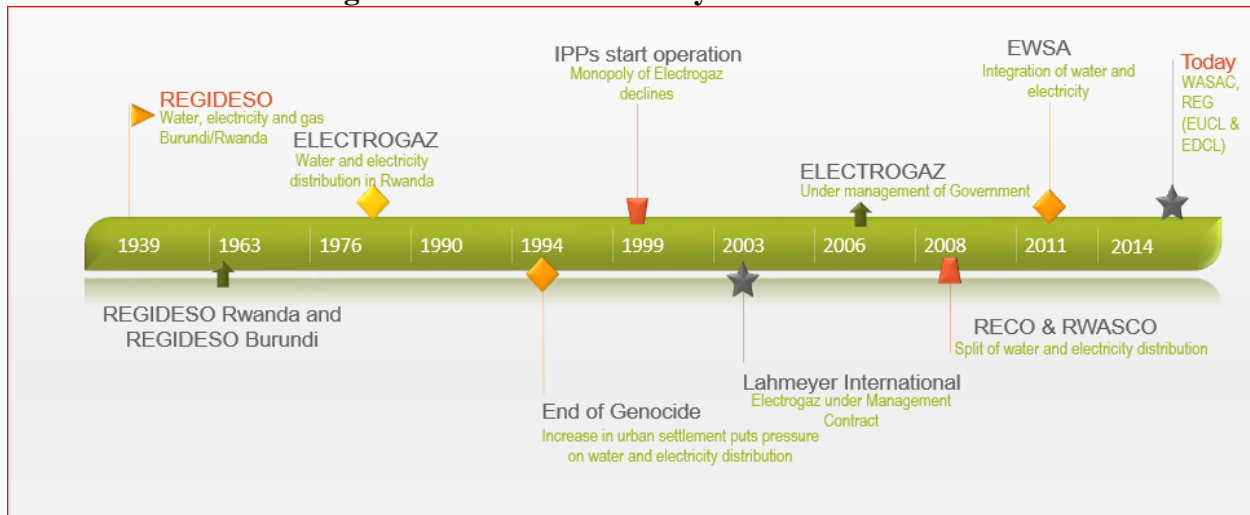 IPPs start operation
Monopoly of Electrogaz
declines
EWSA
Integration of water and
electricity
Today
WASAC,
REG
(EUCL &
EDCL)
REGIDESO
Water, electricity and gas
Burundi/Rwanda
ELECTROGAZ
Water and electricity
distribution in Rwanda
ELECTROGAZ
Under management of Government
1939 1963 1976 1990 1994 1999 2003 2006 2008 2011 2014
REGIDESO Rwanda and
REGIDESO Burundi
RECO & RWASCO
Split of water and electricity distribution
Lahmeyer International
Electrogaz under Management
Contract
End of Genocide
Increase in urban settlement puts pressure
on water and electricity distribution